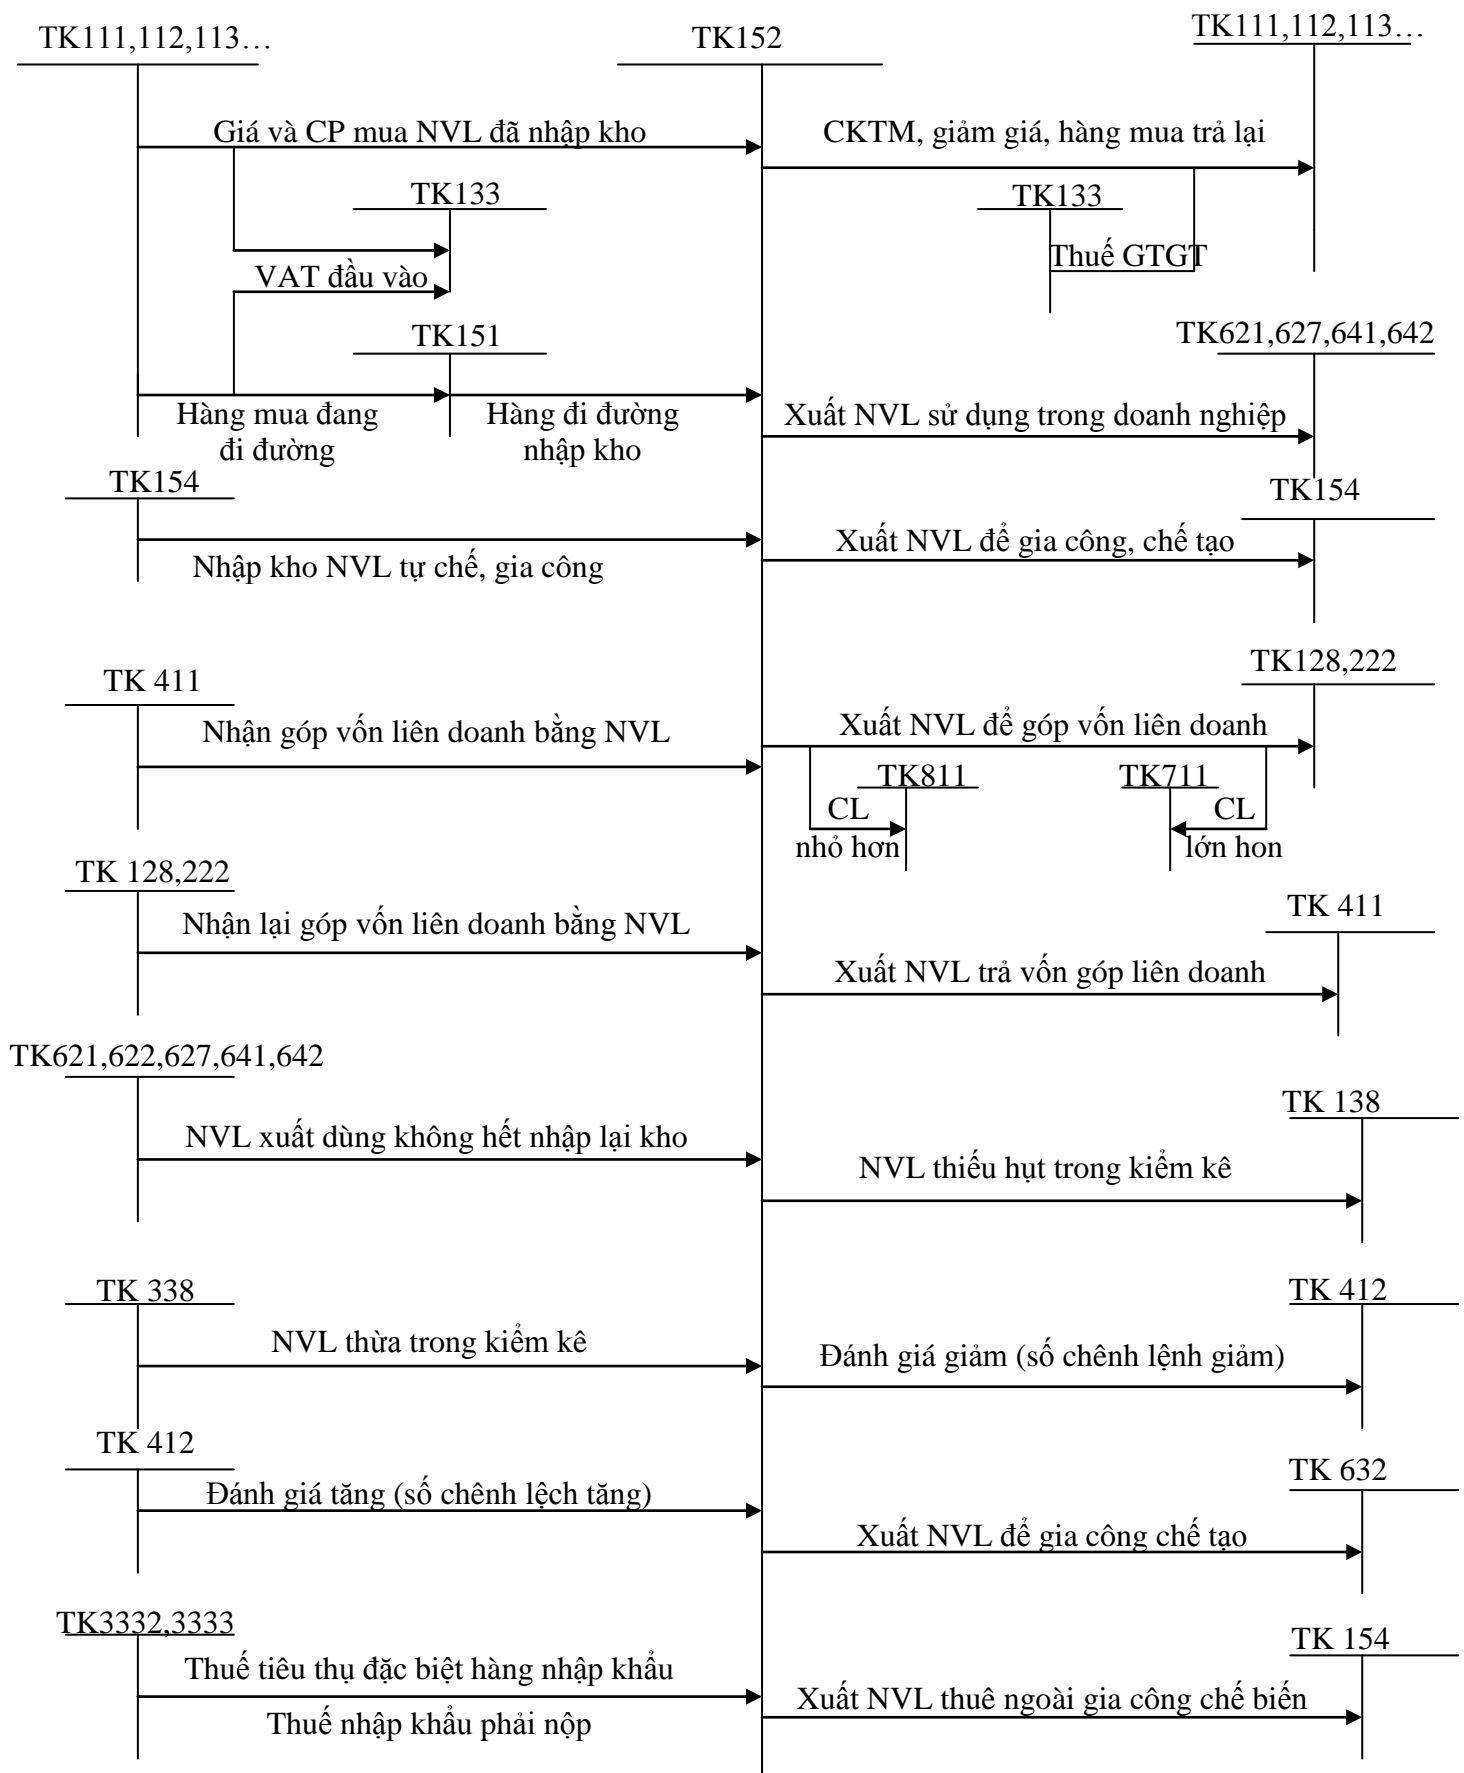 TK111,112,113…
TK152
TK111,112,113…
Giá và CP mua NVL đã nhập kho
CKTM, giảm giá, hàng mua trả lại
TK133
TK133
Thuế GTGT
VAT đầu vào
TK151
TK621,627,641,642
Hàng mua đang
đi đường
Hàng đi đường
nhập kho
Xuất NVL sử dụng trong doanh nghiệp
TK154
TK154
Nhập kho NVL tự chế, gia công
Xuất NVL để gia công, chế tạo
TK 411
TK128,222
Nhận góp vốn liên doanh bằng NVL
Xuất NVL để góp vốn liên doanh
TK811
TK711
CL
nhỏ hơn
CL
lớn hon
TK 128,222
Nhận lại góp vốn liên doanh bằng NVL
TK 411
Xuất NVL trả vốn góp liên doanh
TK621,622,627,641,642
NVL xuất dùng không hết nhập lại kho
TK 138
NVL thiếu hụt trong kiểm kê
TK 338
NVL thừa trong kiểm kê
TK 412
Đánh giá giảm (số chênh lệnh giảm)
TK 412
Đánh giá tăng (số chênh lệch tăng)
TK 632
Xuất NVL để gia công chế tạo
TK3332,3333
Thuế tiêu thụ đặc biệt hàng nhập khẩu
Thuế nhập khẩu phải nộp
TK 154
Xuất NVL thuê ngoài gia công chế biến